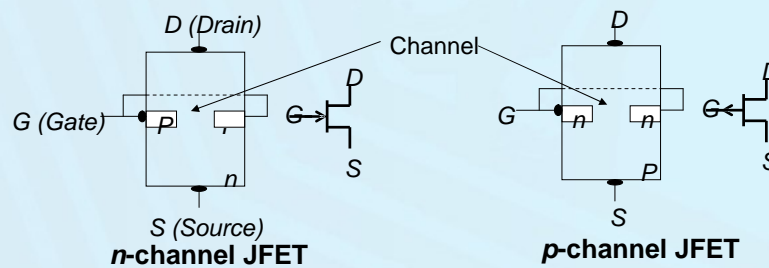 D (Drain)
Channel
G (Gate)
P
n
S (Source)
G
D
S
n-channel JFET
D
G
n
n
P
S
G
D
S
p-channel JFET